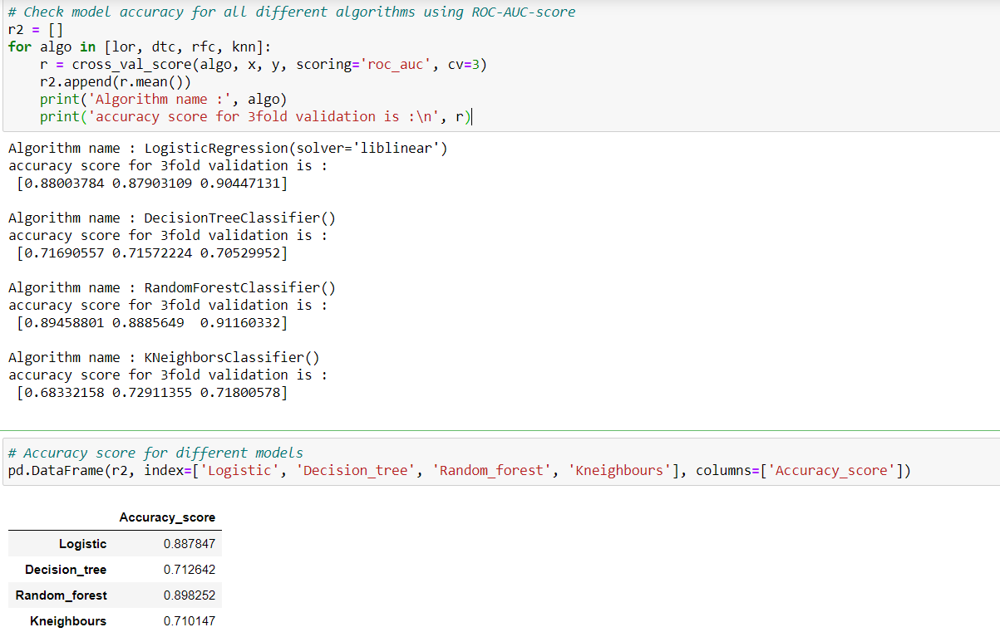 # Check model accuracy for all different algorithms using ROC-AUC-score
r2 = []
for algo in [lor, dtc, rfc, knn]:
    r = cross_val_score(algo, x, y, scoring='roc_auc', cv=3)
    r2.append(r.mean())
    print('Algorithm name :', algo)
    print('accuracy score for 3fold validation is :\n', r)
Algorithm name : LogisticRegression(solver='liblinear')
accuracy score for 3fold validation is :
 [0.88003784 0.87903109 0.90447131]
Algorithm name : DecisionTreeClassifier()
accuracy score for 3fold validation is :
 [0.71690557 0.71572224 0.70529952]
Algorithm name : RandomForestClassifier()
accuracy score for 3fold validation is :
 [0.89458801 0.8885649  0.91160332]
Algorithm name : KNeighborsClassifier()
accuracy score for 3fold validation is :
 [0.68332158 0.72911355 0.71800578]
# Accuracy score for different models
pd.DataFrame(r2, index=['Logistic', 'Decision_tree', 'Random_forest', 'Kneighbours'], columns=['Accuracy_score'])
Accuracy_score
Logistic 0.887847
Decision_tree 0.712642
Random_forest 0.898252
Kneighbours 0.710147